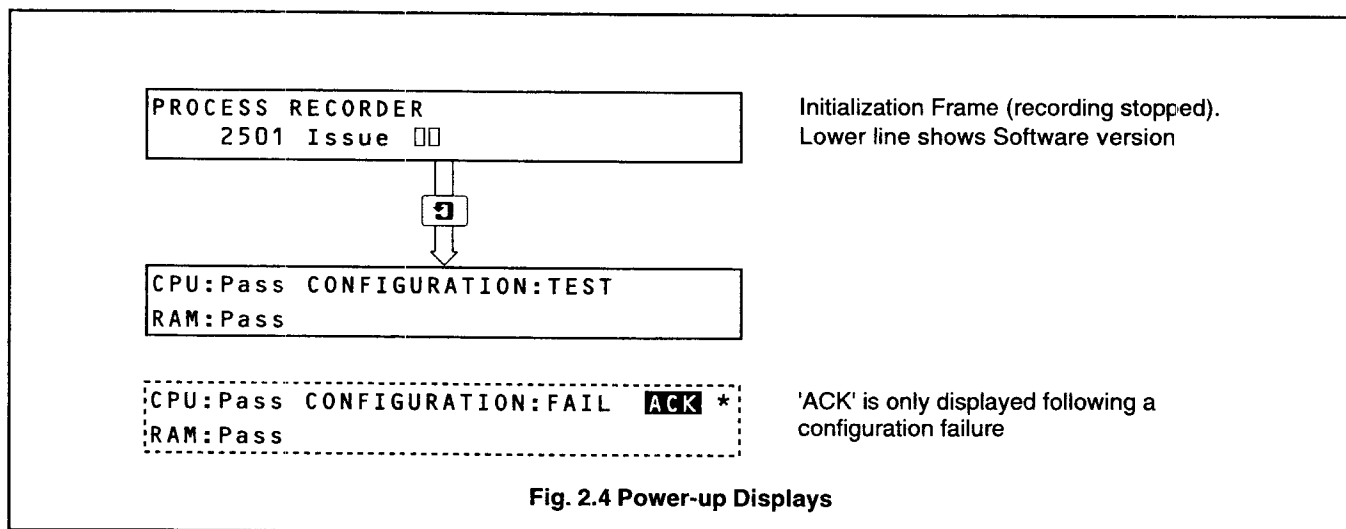 PROCESS RECORDER
2501 Issue ▯▯
Initialization Frame (recording stopped).
Lower line shows Software version
CPU:Pass CONFIGURATION:TEST
RAM:Pass
CPU:Pass CONFIGURATION:FAIL ACK *
RAM:Pass
'ACK' is only displayed following a
configuration failure
Fig. 2.4 Power-up Displays